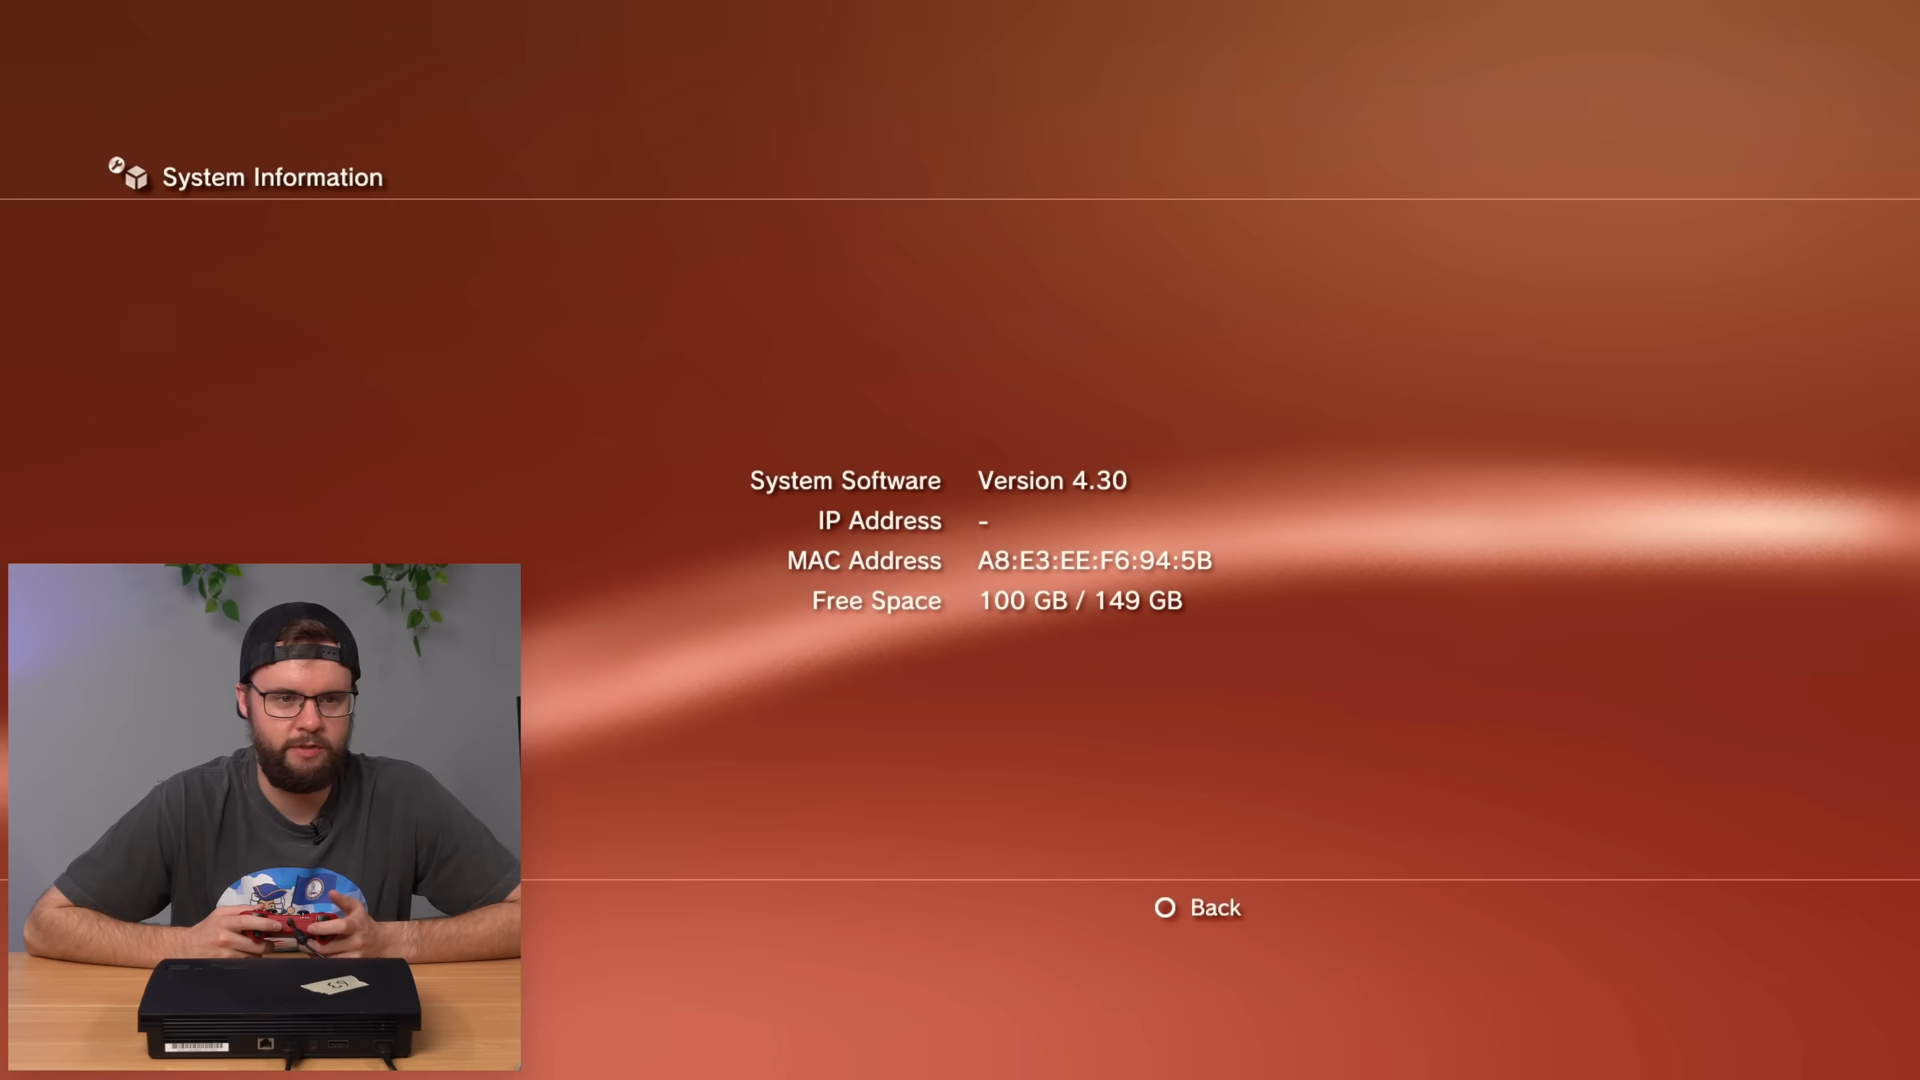 System Information
System Software Version 4.30
IP Address -
MAC Address A8:E3:EE:F6:94:5B
Free Space 100 GB / 149 GB
Back